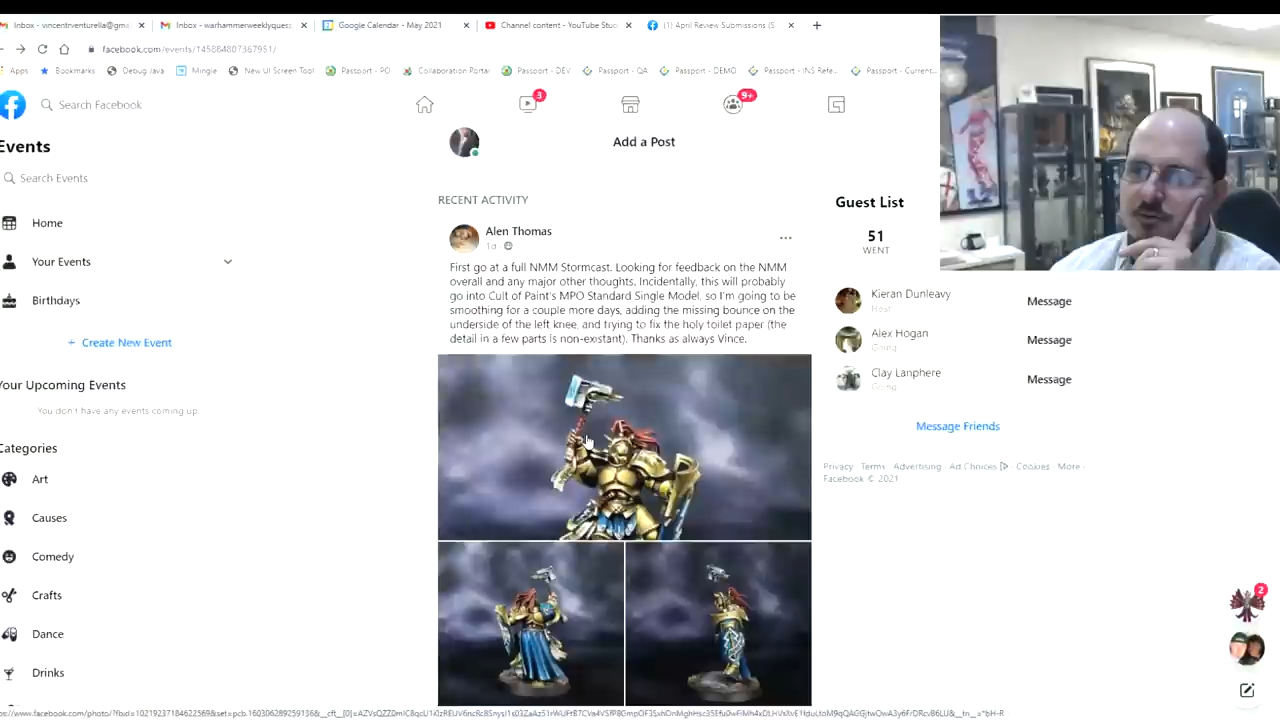 Inbox - vincentrventurella@gma
Inbox - warhammerweeklyques
Google Calendar - May 2021
Channel content - YouTube Stud
(1) April Review Submissions (S
facebook.com/events/145884807367951/
Apps
Bookmarks
Debug Java
Mingle
New UI Screen Tool
Passport - PO
Collaboration Portal
Passport - DEV
Passport - QA
Passport - DEMO
Passport - INS Refe...
Passport - Current...
Search Facebook
3
9+
Events
Add a Post
Search Events
RECENT ACTIVITY
Guest List
Home
Alen Thomas
1d
51
WENT
Your Events
First go at a full NMM Stormcast. Looking for feedback on the NMM
overall and any major other thoughts. Incidentally, this will probably
go into Cult of Paint's MPO Standard Single Model, so I'm going to be
smoothing for a couple more days, adding the missing bounce on the
underside of the left knee, and trying to fix the holy toilet paper (the
detail in a few parts is non-existant). Thanks as always Vince.
Birthdays
Kieran Dunleavy
Host
Message
+ Create New Event
Alex Hogan
Going
Message
Your Upcoming Events
Clay Lanphere
Going
Message
You don't have any events coming up.
Message Friends
Categories
Privacy · Terms · Advertising · Ad Choices · Cookies · More ·
Facebook © 2021
Art
Causes
Comedy
Crafts
2
Dance
Drinks